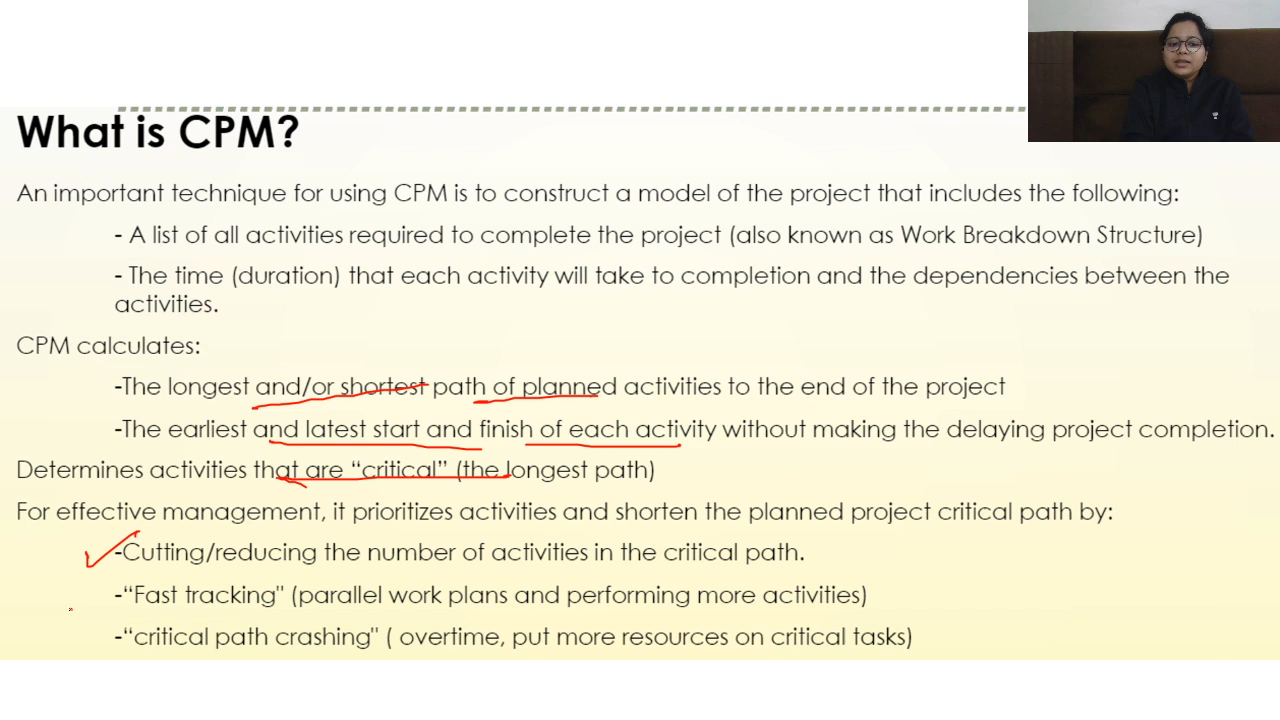 What is CPM?
An important technique for using CPM is to construct a model of the project that includes the following:
- A list of all activities required to complete the project (also known as Work Breakdown Structure)
- The time (duration) that each activity will take to completion and the dependencies between the
activities.
CPM calculates:
-The longest and/or shortest path of planned activities to the end of the project
-The earliest and latest start and finish of each activity without making the delaying project completion.
Determines activities that are “critical” (the longest path)
For effective management, it prioritizes activities and shorten the planned project critical path by:
-Cutting/reducing the number of activities in the critical path.
-“Fast tracking" (parallel work plans and performing more activities)
-“critical path crashing" ( overtime, put more resources on critical tasks)